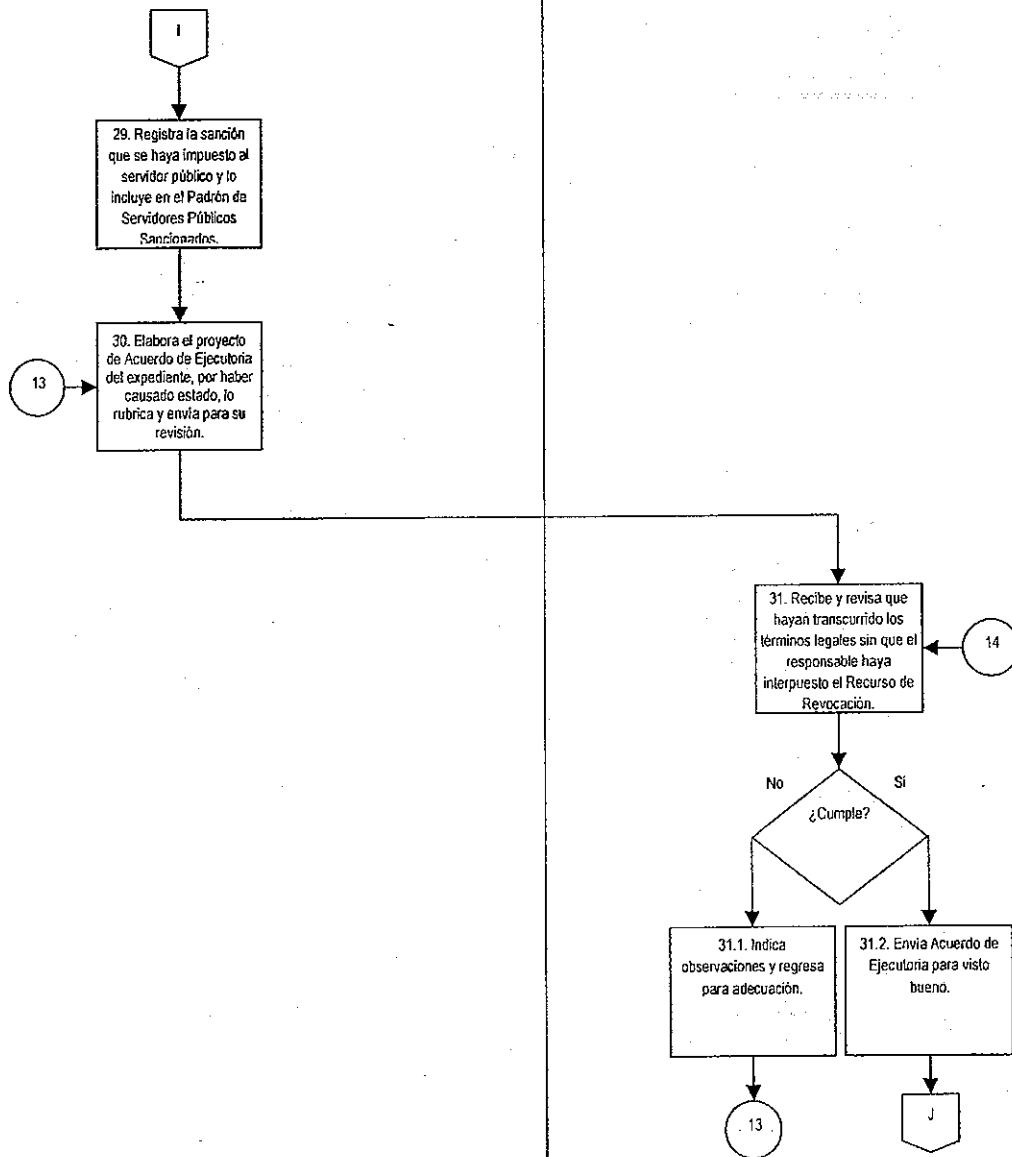 I
29. Registra la sanción
que se haya impuesto al
servidor público y lo
incluye en el Padrón de
Servidores Públicos
Sancionados.
30. Elabora el proyecto
de Acuerdo de Ejecutoria
del expediente, por haber
causado estado, lo
rubrica y envía para su
revisión.
13
31. Recibe y revisa que
hayan transcurrido los
términos legales sin que el
responsable haya
interpuesto el Recurso de
Revocación.
14
No
Sí
¿Cumple?
31.1. Indica
observaciones y regresa
para adecuación.
31.2. Envía Acuerdo de
Ejecutoria para visto
bueno.
13
J